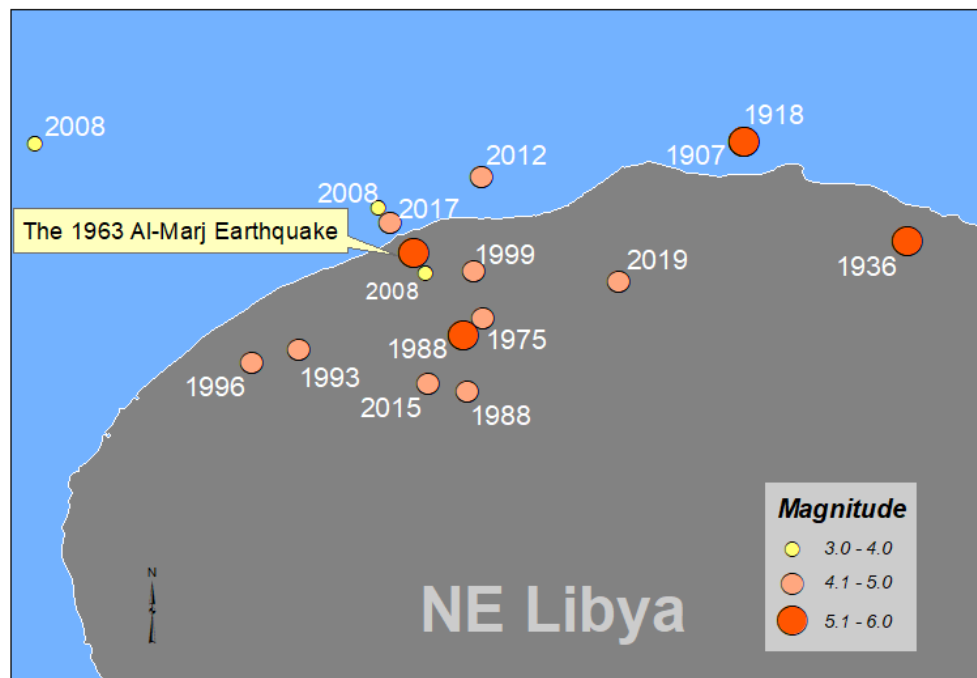 1918
2008
1907
2012
2008
2017
The 1963 Al-Marj Earthquake
1999
2019
1936
2008
1988
1975
1996
1993
2015
1988
Magnitude
3.0 - 4.0
4.1 - 5.0
5.1 - 6.0
N
NE Libya